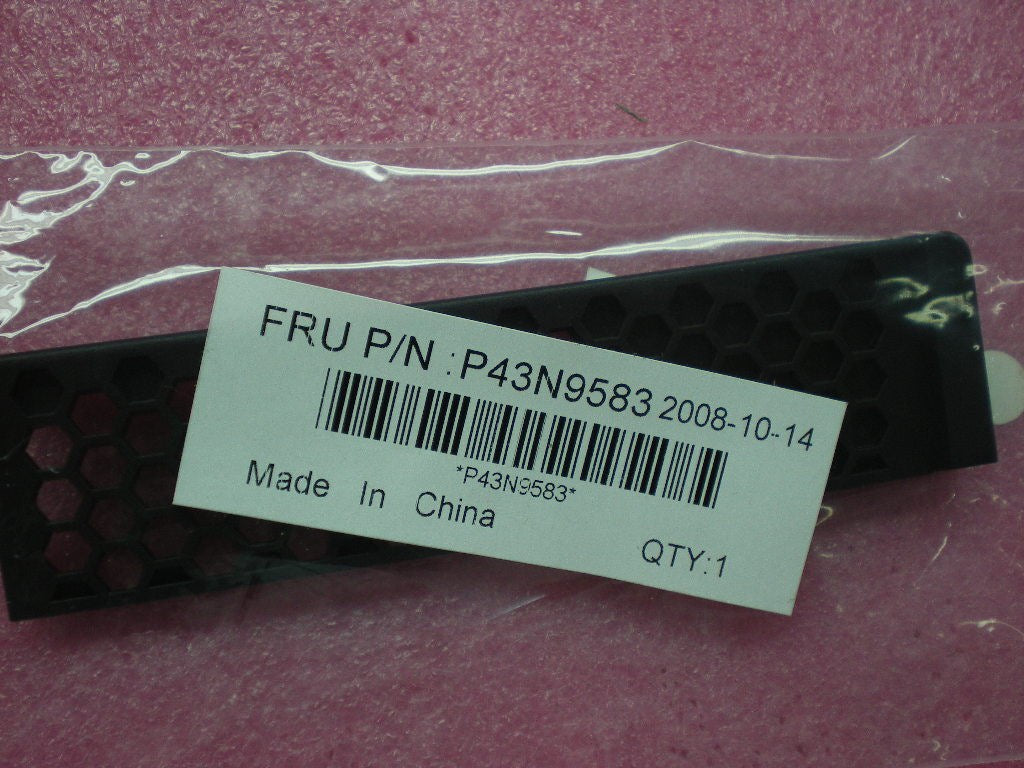 FRU P/N :P43N9583 2008-10-14
*P43N9583*
Made In China
QTY:1